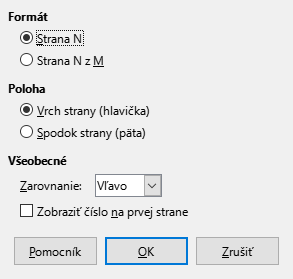 Formát
Strana N
Strana N z M
Poloha
Vrch strany (hlavička)
Spodok strany (päta)
Všeobecné
Zarovnanie: Vľavo
Zobraziť číslo na prvej strane
Pomocník OK Zrušiť